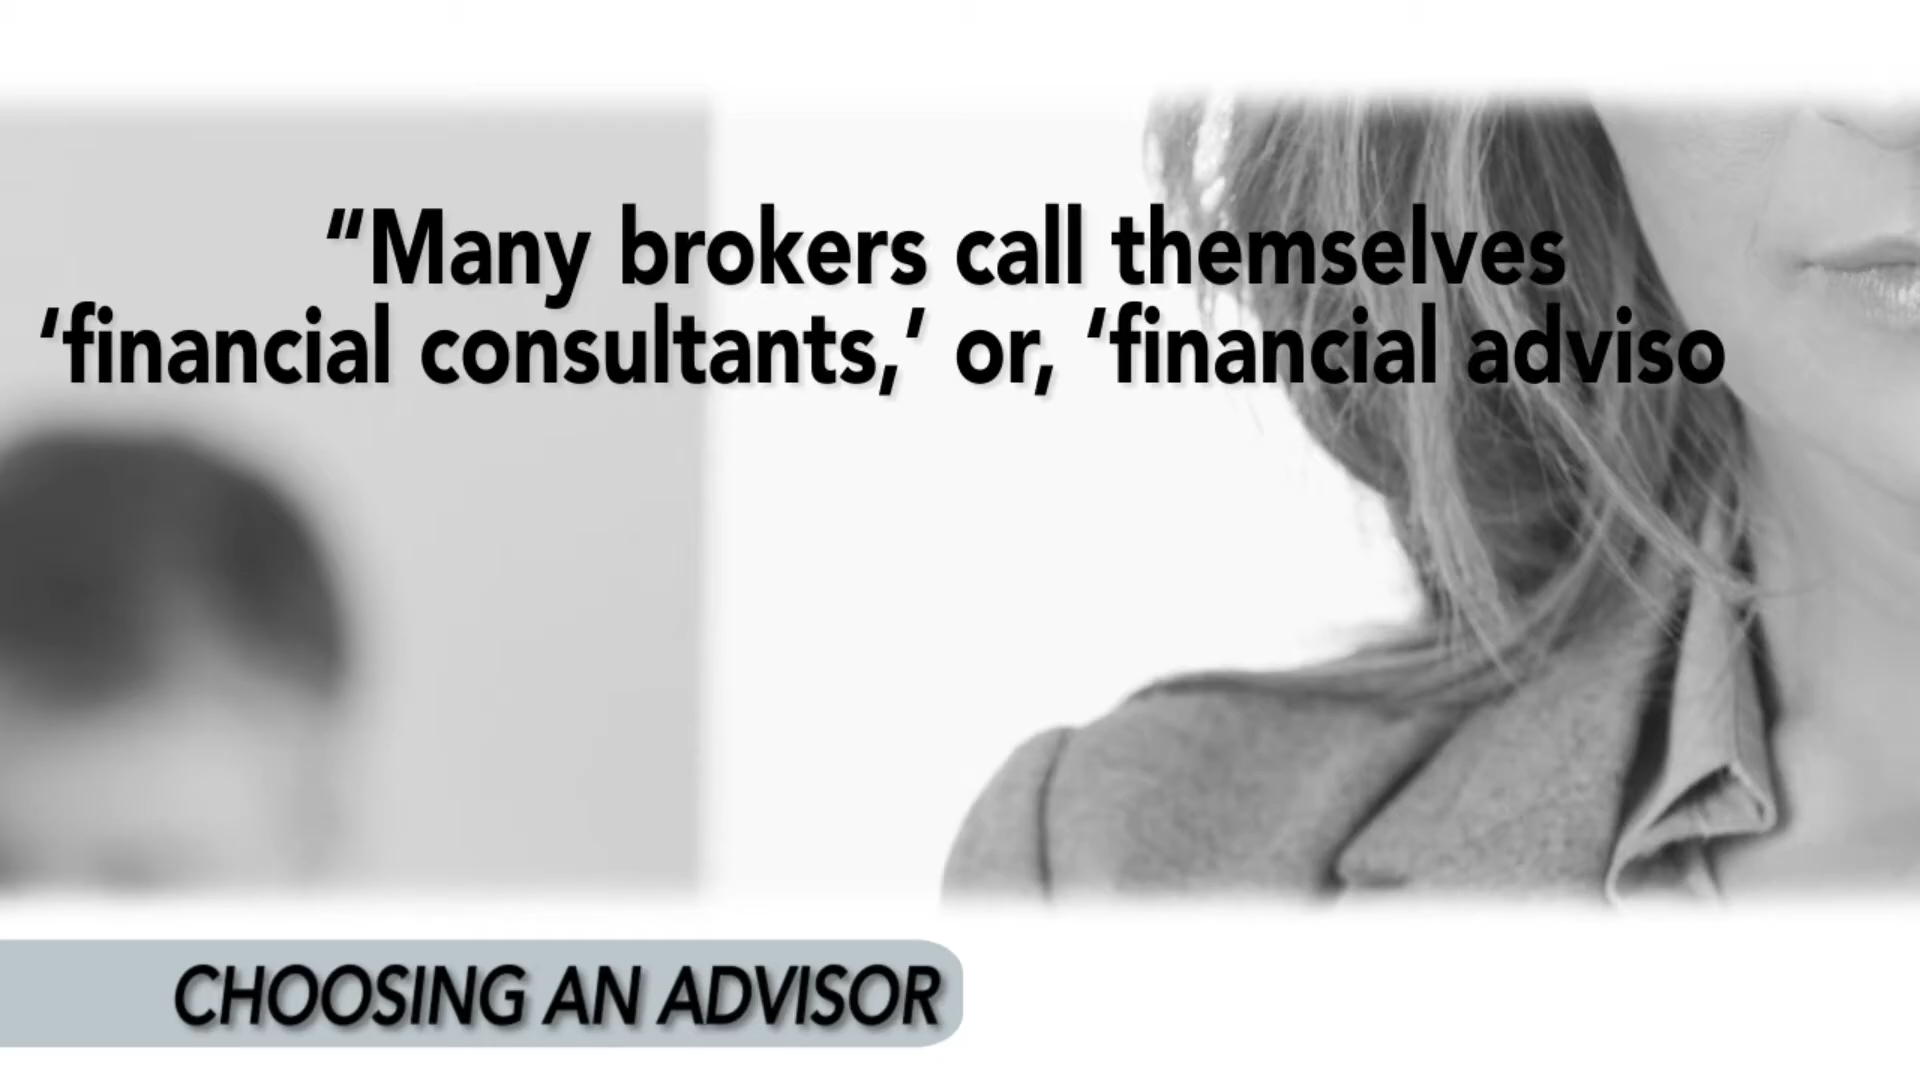 “Many brokers call themselves
‘financial consultants,’ or, ‘financial adviso
CHOOSING AN ADVISOR